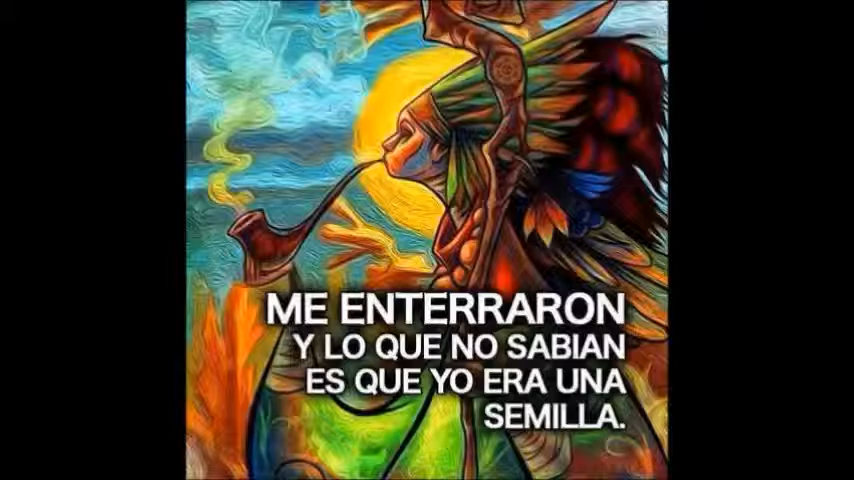 ME ENTERRARON
Y LO QUE NO SABIAN
ES QUE YO ERA UNA
SEMILLA.